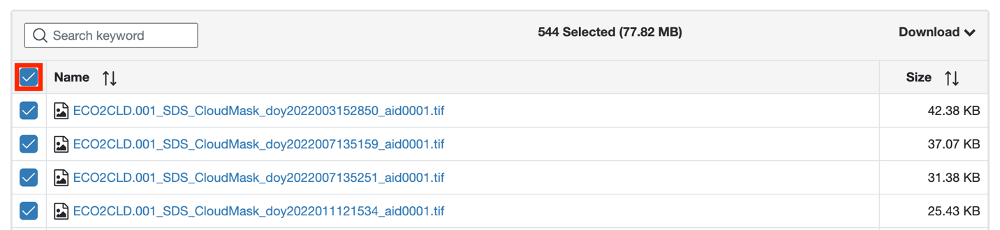 Search keyword
544 Selected (77.82 MB)
Download
Name
Size
ECO2CLD.001_SDS_CloudMask_doy2022003152850_aid0001.tif 42.38 KB
ECO2CLD.001_SDS_CloudMask_doy2022007135159_aid0001.tif 37.07 KB
ECO2CLD.001_SDS_CloudMask_doy2022007135251_aid0001.tif 31.38 KB
ECO2CLD.001_SDS_CloudMask_doy2022011121534_aid0001.tif 25.43 KB